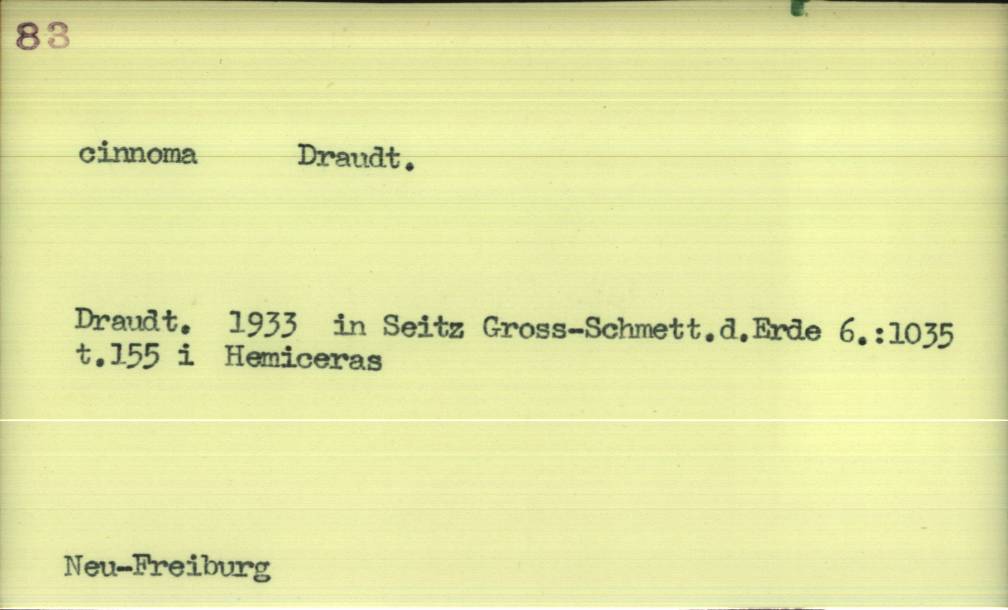 83
cinnoma Draudt.
Draudt. 1933 in Seitz Gross-Schmett.d.Erde 6.:1035
t.155 i Hemiceras
Neu-Freiburg